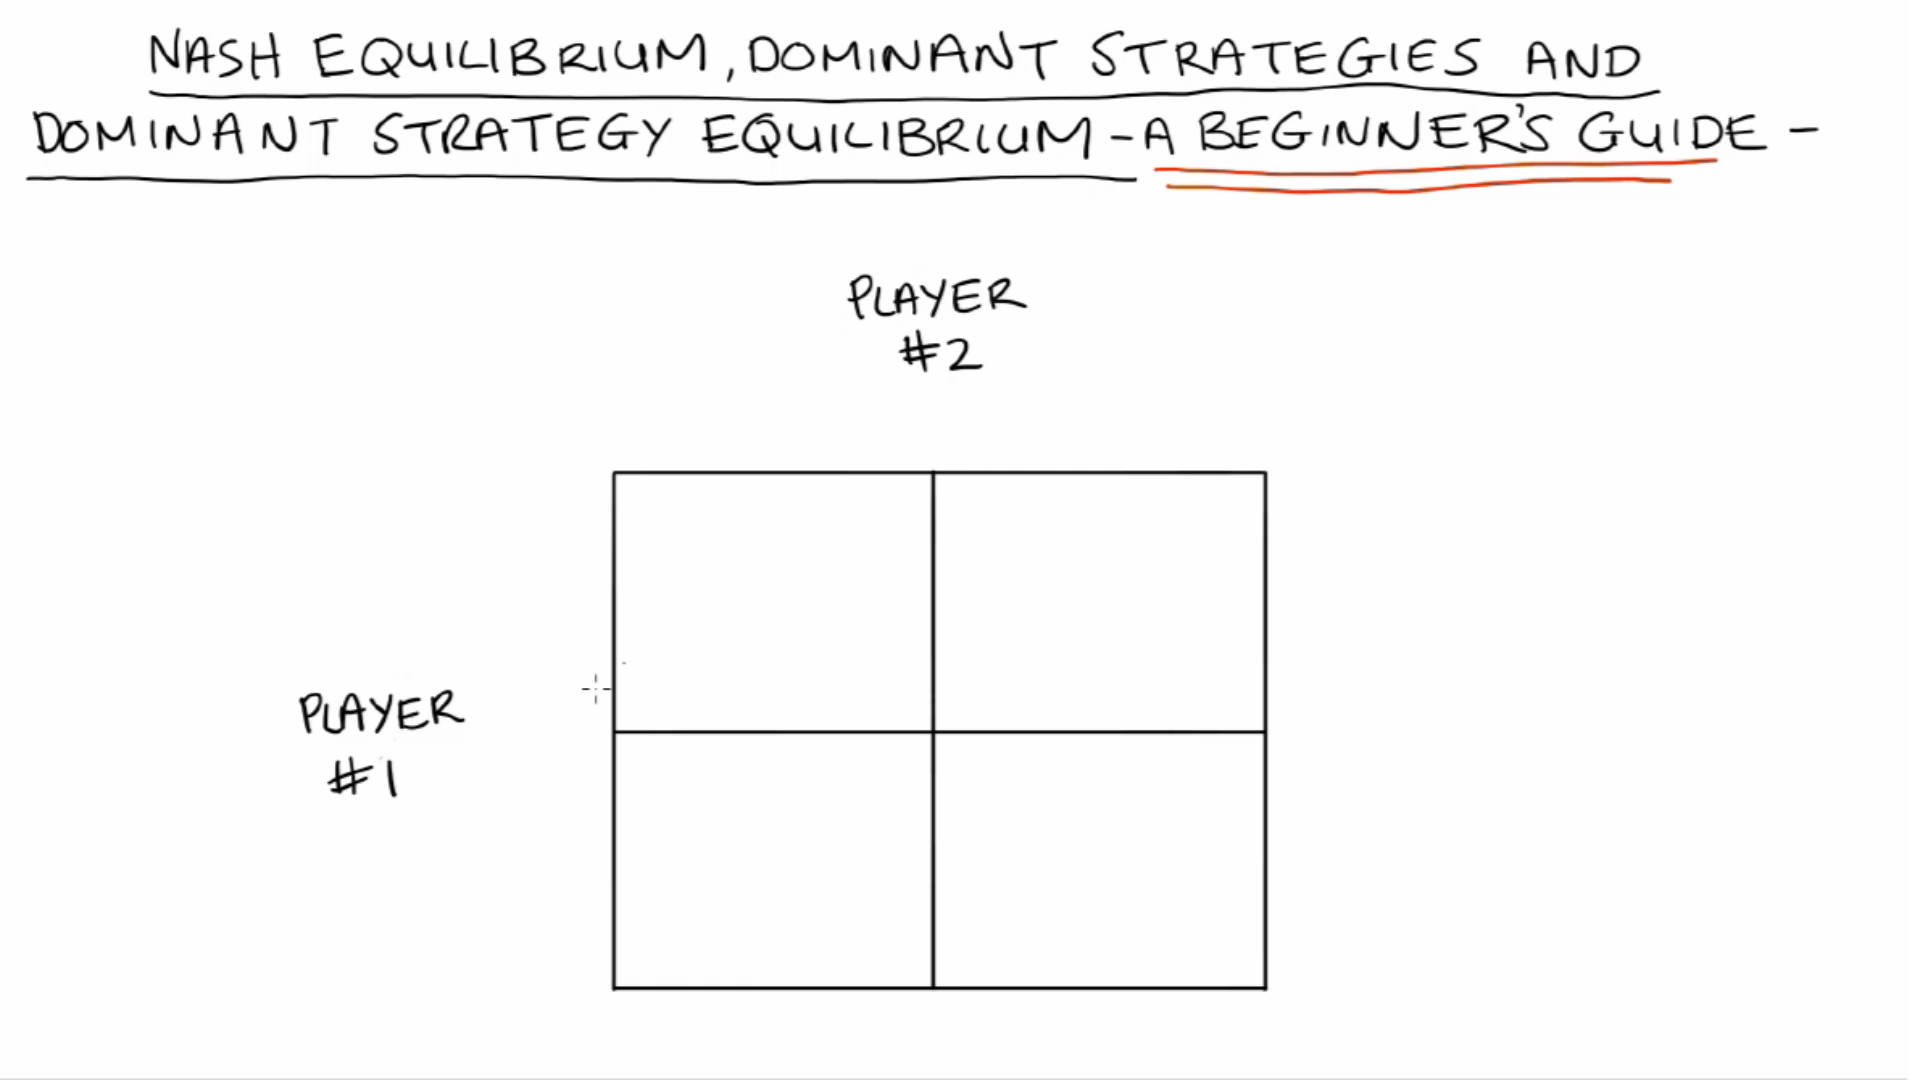 NASH EQUILIBRIUM, DOMINANT STRATEGIES AND
DOMINANT STRATEGY EQUILIBRIUM - A BEGINNER'S GUIDE -
PLAYER
#2
PLAYER
#1